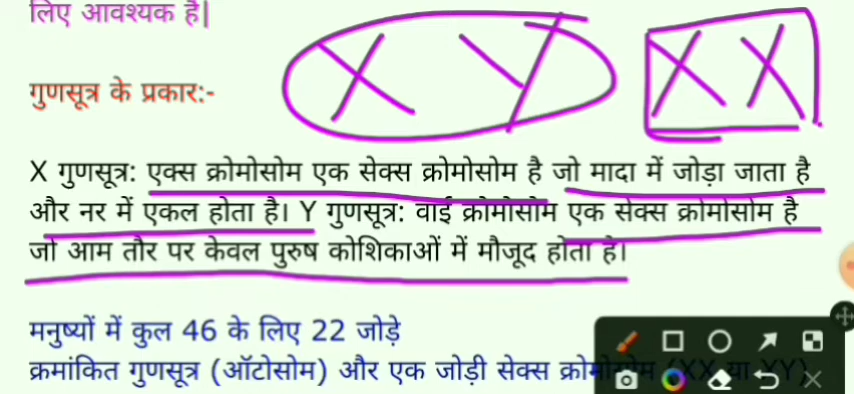 लिए आवश्यक है|
X Y XX
गुणसूत्र के प्रकार:-
X गुणसूत्र: एक्स क्रोमोसोम एक सेक्स क्रोमोसोम है जो मादा में जोड़ा जाता है
और नर में एकल होता है। Y गुणसूत्र: वाई क्रोमोसोम एक सेक्स क्रोमोसोम है
जो आम तौर पर केवल पुरुष कोशिकाओं में मौजूद होता है।
मनुष्यों में कुल 46 के लिए 22 जोड़े
क्रमांकित गुणसूत्र (ऑटोसोम) और एक जोड़ी सेक्स क्रोमोसोम (XX या XY)